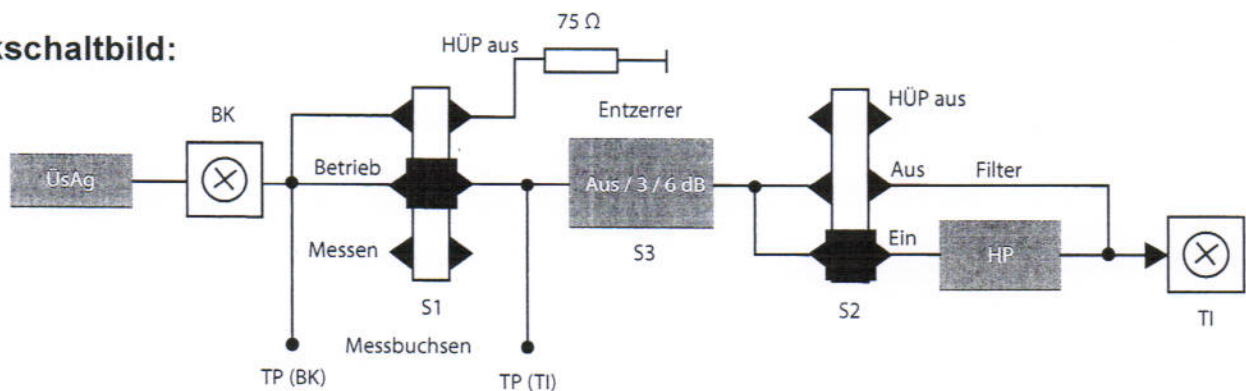 kschaltbild:
75 Ω
HÜP aus
BK
Entzerrer
HÜP aus
ÜsAg
Betrieb
Aus / 3 / 6 dB
Aus
Filter
Messen
Ein
HP
S3
S1
S2
TI
Messbuchsen
TP (BK)
TP (TI)